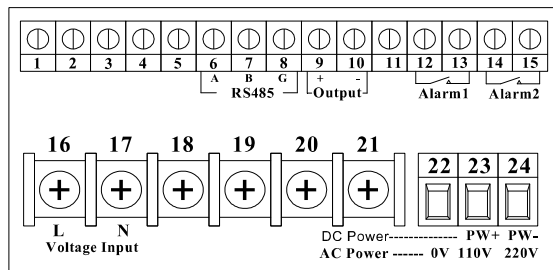 1 2 3 4 5 6 7 8 9 10 11 12 13 14 15
A B G + - 
RS485 Output Alarm1 Alarm2
16 17 18 19 20 21 22 23 24
+ + + + + +
L N
Voltage Input
DC Power------------- PW+ PW-
AC Power ------ 0V 110V ------ 220V